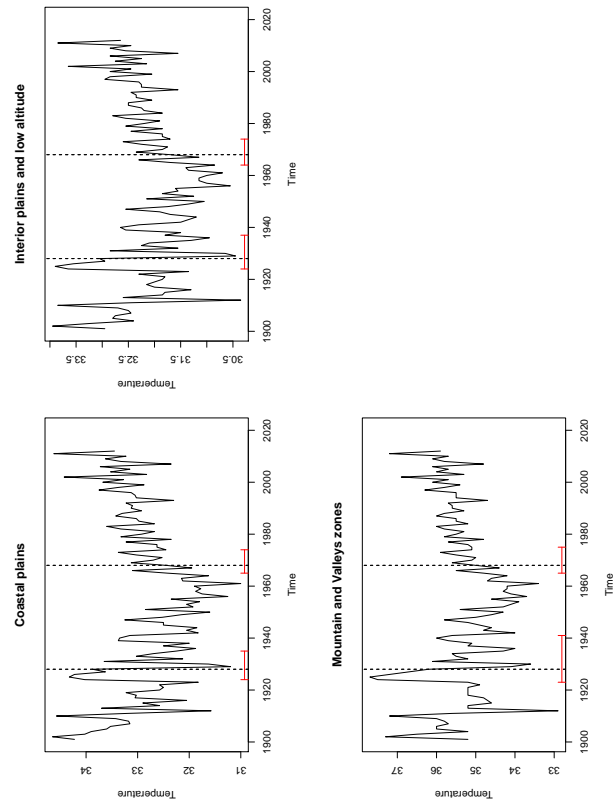 Coastal plains
Temperature
34
33
32
31
1900 1920 1940 1960 1980 2000 2020
Time
Interior plains and low altitude
Temperature
33.5
32.5
31.5
30.5
1900 1920 1940 1960 1980 2000 2020
Time
Mountain and Valleys zones
Temperature
37
36
35
34
33
1900 1920 1940 1960 1980 2000 2020
Time